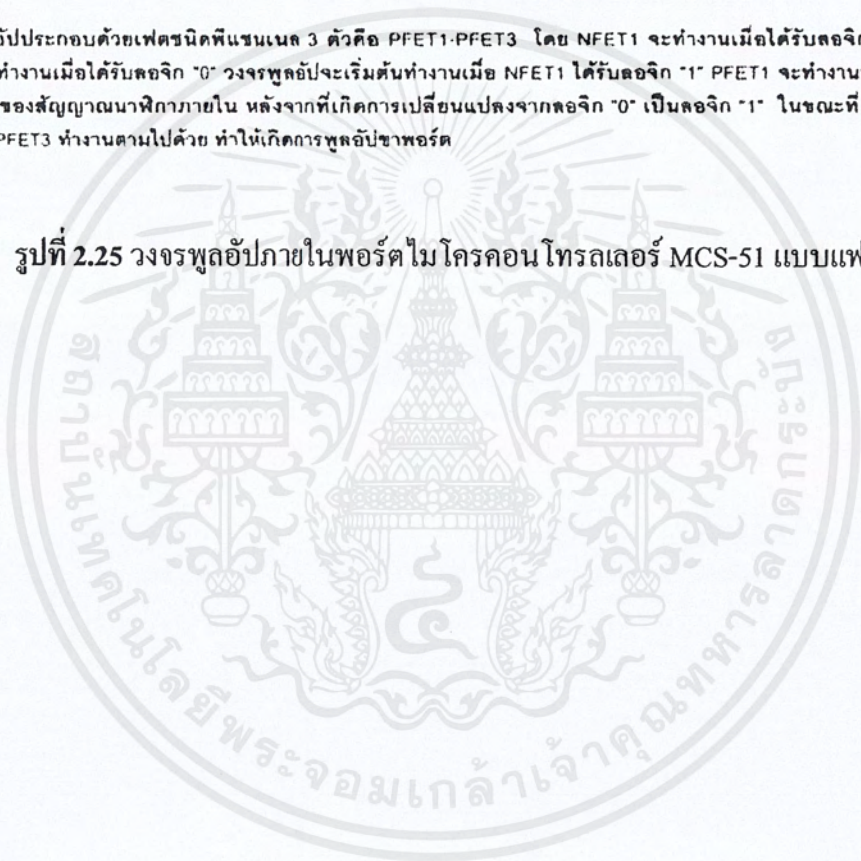 อัปประกอบด้วยเฟตชนิดพีแชนเนล 3 ตัวคือ PFET1-PFET3 โดย NFET1 จะทำงานเมื่อได้รับลอจิก
ทำงานเมื่อได้รับลอจิก "0" วงจรพูลอัปจะเริ่มต้นทำงานเมื่อ NFET1 ได้รับลอจิก "1" PFET1 จะทำงาน
ของสัญญาณนาฬิกาภายใน หลังจากที่เกิดการเปลี่ยนแปลงจากลอจิก "0" เป็นลอจิก "1" ในขณะที่
PFET3 ทำงานตามไปด้วย ทำให้เกิดการพูลอัปขาพอร์ต
รูปที่ 2.25 วงจรพูลอัปภายในพอร์ตไมโครคอนโทรลเลอร์ MCS-51 แบบแฟ
สถาบันเทคโนโลยีพระจอมเกล้าเจ้าคุณทหารลาดกระบัง